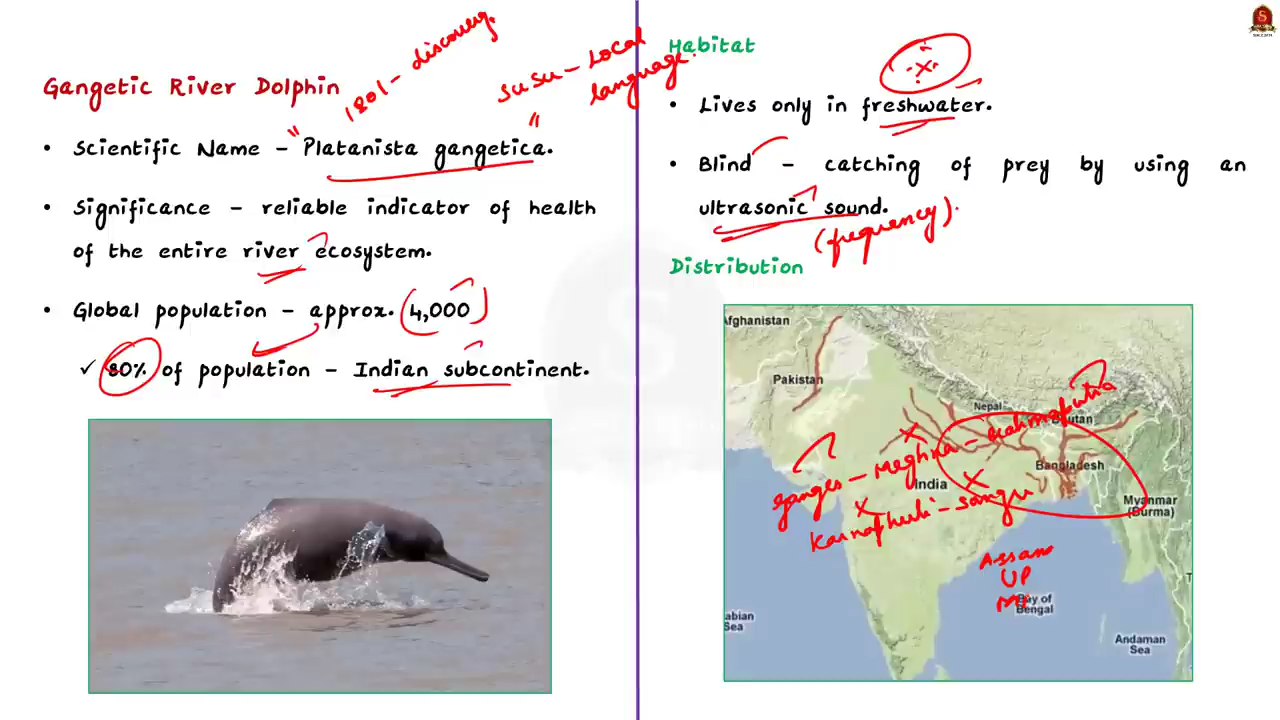 Gangetic River Dolphin
1801 - discovery.
susu - Local
language.
• Scientific Name - "Platanista gangetica".
• Significance - reliable indicator of health
of the entire river ecosystem.
• Global population - approx. (4,000)
✓ 80% of population - Indian subcontinent.
Habitat
• Lives only in freshwater.
• Blind - catching of prey by using an
ultrasonic sound.
(frequency).
Distribution
Afghanistan
Pakistan
Nepal
Bhutan
Bangladesh
India
Myanmar
(Burma)
Ganges - Meghna - Brahmaputra
Karnaphuli - Sangu
Assam
UP
MP
Bay of
Bengal
abian
Sea
Andaman
Sea
T